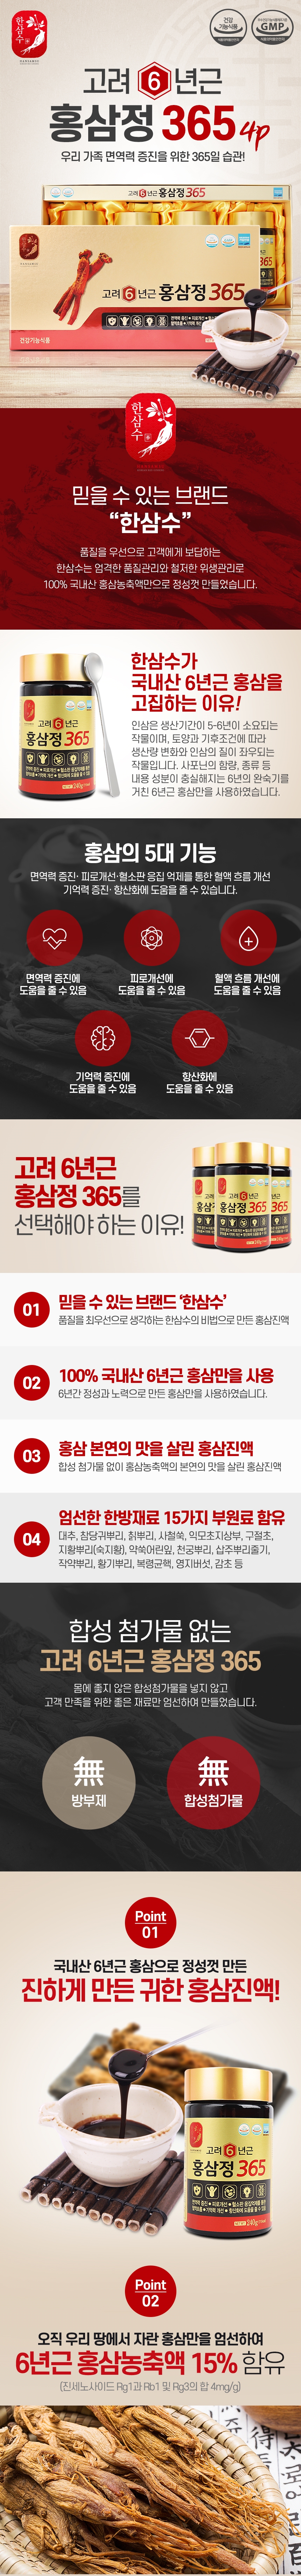 한삼수
HANSAMSU
건강
기능식품
GMP
고려 6 년근
홍삼정 365 4p
우리 가족 면역력 증진을 위한 365일 습관!
고려 6 년근 홍삼정 365
고려 6 년근 홍삼정 365
건강기능식품
한삼수
믿을 수 있는 브랜드
“한삼수”
품질을 우선으로 고객에게 보답하는
한삼수는 엄격한 품질관리와 철저한 위생관리로
100% 국내산 홍삼농축액만으로 정성껏 만들었습니다.
한삼수가
국내산 6년근 홍삼을
고집하는 이유!
인삼은 생산기간이 5-6년이 소요되는
작물이며, 토양과 기후조건에 따라
생산량 변화와 인삼의 질이 좌우되는
작물입니다. 사포닌의 함량, 종류 등
내용 성분이 충실해지는 6년의 완숙기를
거친 6년근 홍삼만을 사용하였습니다.
고려 6 년근
홍삼정 365
240g
홍삼의 5대 기능
면역력 증진· 피로개선·혈소판 응집 억제를 통한 혈액 흐름 개선
기억력 증진· 항산화에 도움을 줄 수 있습니다.
면역력 증진에
도움을 줄 수 있음
피로개선에
도움을 줄 수 있음
혈액 흐름 개선에
도움을 줄 수 있음
기억력 증진에
도움을 줄 수 있음
항산화에
도움을 줄 수 있음
고려 6년근
홍삼정 365를
선택해야 하는 이유!
고려 6 년근
홍삼정 365
01
믿을 수 있는 브랜드 ‘한삼수’
품질을 최우선으로 생각하는 한삼수의 비법으로 만든 홍삼진액
02
100% 국내산 6년근 홍삼만을 사용
6년간 정성과 노력으로 만든 홍삼만을 사용하였습니다.
03
홍삼 본연의 맛을 살린 홍삼진액
합성 첨가물 없이 홍삼농축액의 본연의 맛을 살린 홍삼진액
04
엄선한 한방재료 15가지 부원료 함유
대추, 참당귀뿌리, 칡뿌리, 사철쑥, 익모초지상부, 구절초,
지황뿌리(숙지황), 약쑥어린잎, 천궁뿌리, 삽주뿌리줄기,
작약뿌리, 황기뿌리, 복령균핵, 영지버섯, 감초 등
합성 첨가물 없는
고려 6년근 홍삼정 365
몸에 좋지 않은 합성첨가물을 넣지 않고
고객 만족을 위한 좋은 재료만 엄선하여 만들었습니다.
無
방부제
無
합성첨가물
Point
01
국내산 6년근 홍삼으로 정성껏 만든
진하게 만든 귀한 홍삼진액!
고려 6 년근
홍삼정 365
240g
Point
02
오직 우리 땅에서 자란 홍삼만을 엄선하여
6년근 홍삼농축액 15% 함유
(진세노사이드 Rg1과 Rb1 및 Rg3의 합 4mg/g)